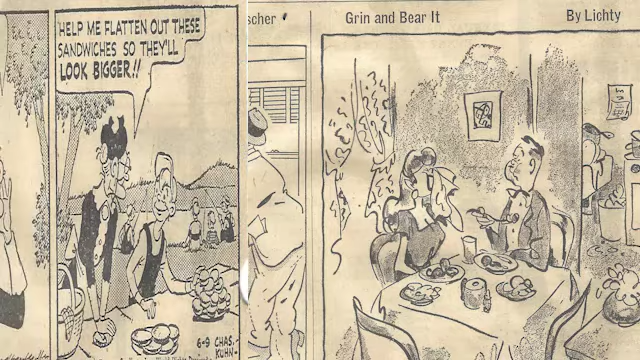 HELP ME FLATTEN OUT THESE
SANDWICHES SO THEY'LL
LOOK BIGGER!!
6-9 CHAS.
KUHN-
scher
Grin and Bear It
By Lichty